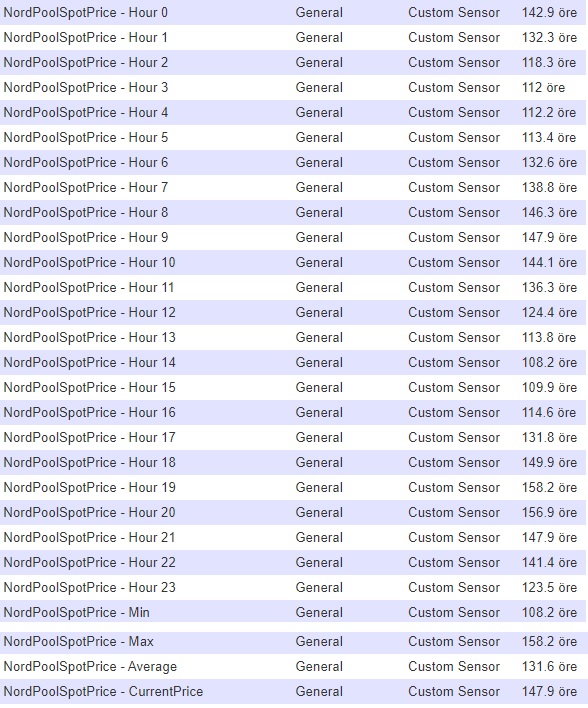 NordPoolSpotPrice - Hour 0 General Custom Sensor 142.9 öre
NordPoolSpotPrice - Hour 1 General Custom Sensor 132.3 öre
NordPoolSpotPrice - Hour 2 General Custom Sensor 118.3 öre
NordPoolSpotPrice - Hour 3 General Custom Sensor 112 öre
NordPoolSpotPrice - Hour 4 General Custom Sensor 112.2 öre
NordPoolSpotPrice - Hour 5 General Custom Sensor 113.4 öre
NordPoolSpotPrice - Hour 6 General Custom Sensor 132.6 öre
NordPoolSpotPrice - Hour 7 General Custom Sensor 138.8 öre
NordPoolSpotPrice - Hour 8 General Custom Sensor 146.3 öre
NordPoolSpotPrice - Hour 9 General Custom Sensor 147.9 öre
NordPoolSpotPrice - Hour 10 General Custom Sensor 144.1 öre
NordPoolSpotPrice - Hour 11 General Custom Sensor 136.3 öre
NordPoolSpotPrice - Hour 12 General Custom Sensor 124.4 öre
NordPoolSpotPrice - Hour 13 General Custom Sensor 113.8 öre
NordPoolSpotPrice - Hour 14 General Custom Sensor 108.2 öre
NordPoolSpotPrice - Hour 15 General Custom Sensor 109.9 öre
NordPoolSpotPrice - Hour 16 General Custom Sensor 114.6 öre
NordPoolSpotPrice - Hour 17 General Custom Sensor 131.8 öre
NordPoolSpotPrice - Hour 18 General Custom Sensor 149.9 öre
NordPoolSpotPrice - Hour 19 General Custom Sensor 158.2 öre
NordPoolSpotPrice - Hour 20 General Custom Sensor 156.9 öre
NordPoolSpotPrice - Hour 21 General Custom Sensor 147.9 öre
NordPoolSpotPrice - Hour 22 General Custom Sensor 141.4 öre
NordPoolSpotPrice - Hour 23 General Custom Sensor 123.5 öre
NordPoolSpotPrice - Min General Custom Sensor 108.2 öre
NordPoolSpotPrice - Max General Custom Sensor 158.2 öre
NordPoolSpotPrice - Average General Custom Sensor 131.6 öre
NordPoolSpotPrice - CurrentPrice General Custom Sensor 147.9 öre